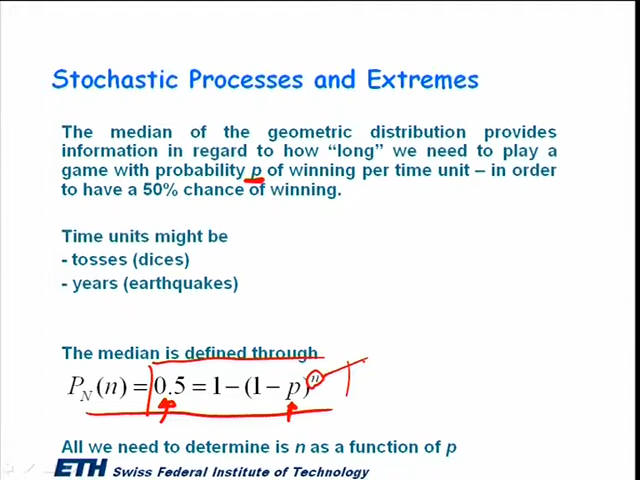 Stochastic Processes and Extremes
The median of the geometric distribution provides
information in regard to how “long” we need to play a
game with probability p of winning per time unit – in order
to have a 50% chance of winning.
Time units might be
- tosses (dices)
- years (earthquakes)
The median is defined through
P_N(n) = 0.5 = 1 − (1 − p)^n
All we need to determine is n as a function of p
ETH Swiss Federal Institute of Technology